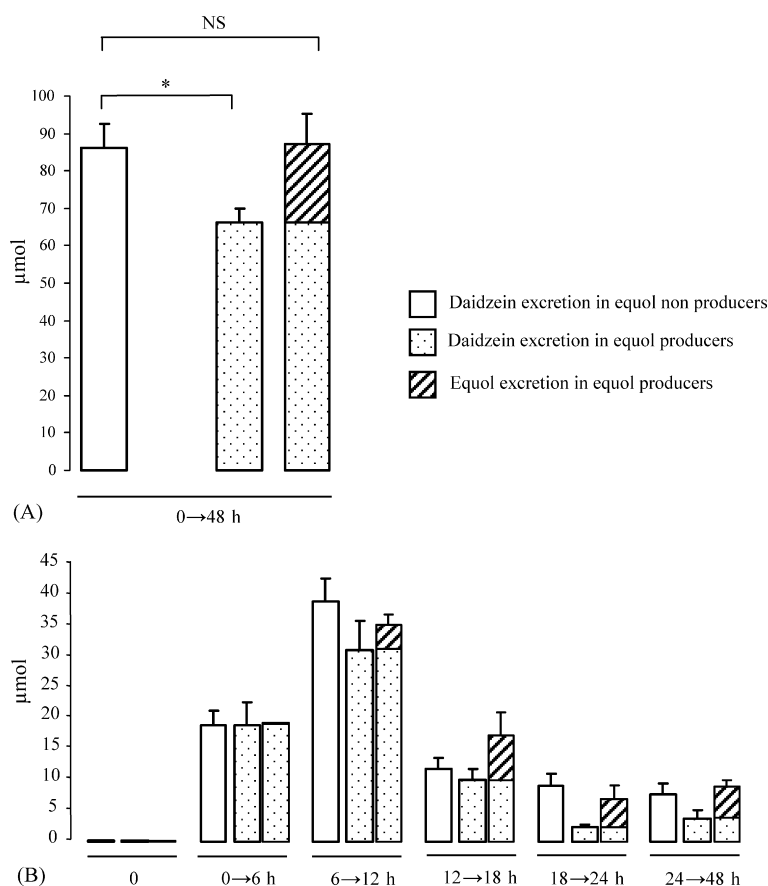 NS
*
100
90
80
70
60
50
40
30
20
10
0
µmol
0→48 h
(A)
Daidzein excretion in equol non producers
Daidzein excretion in equol producers
Equol excretion in equol producers
45
40
35
30
25
20
15
10
5
0
µmol
0 0→6 h 6→12 h 12→18 h 18→24 h 24→48 h
(B)